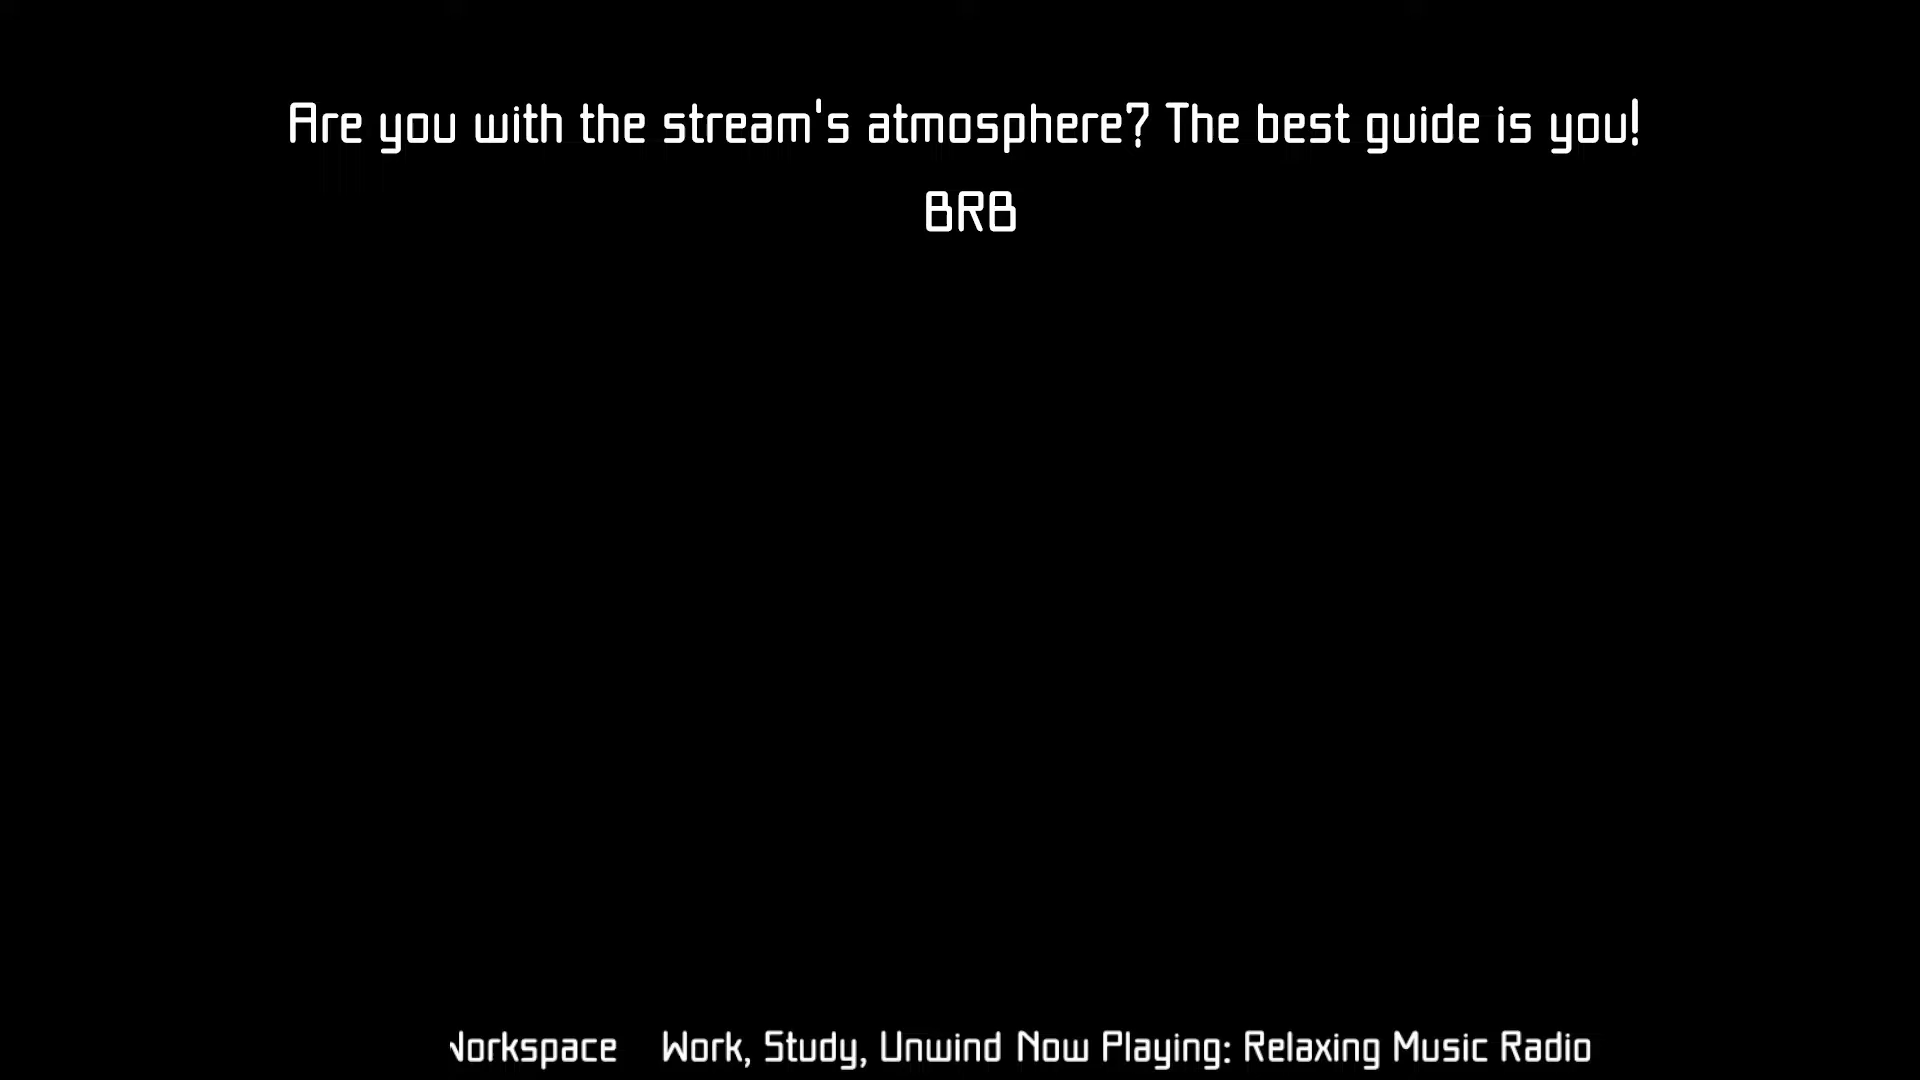 Are you with the stream's atmosphere? The best guide is you!
BRB
Work, Study, Unwind Now Playing: Relaxing Music Radio